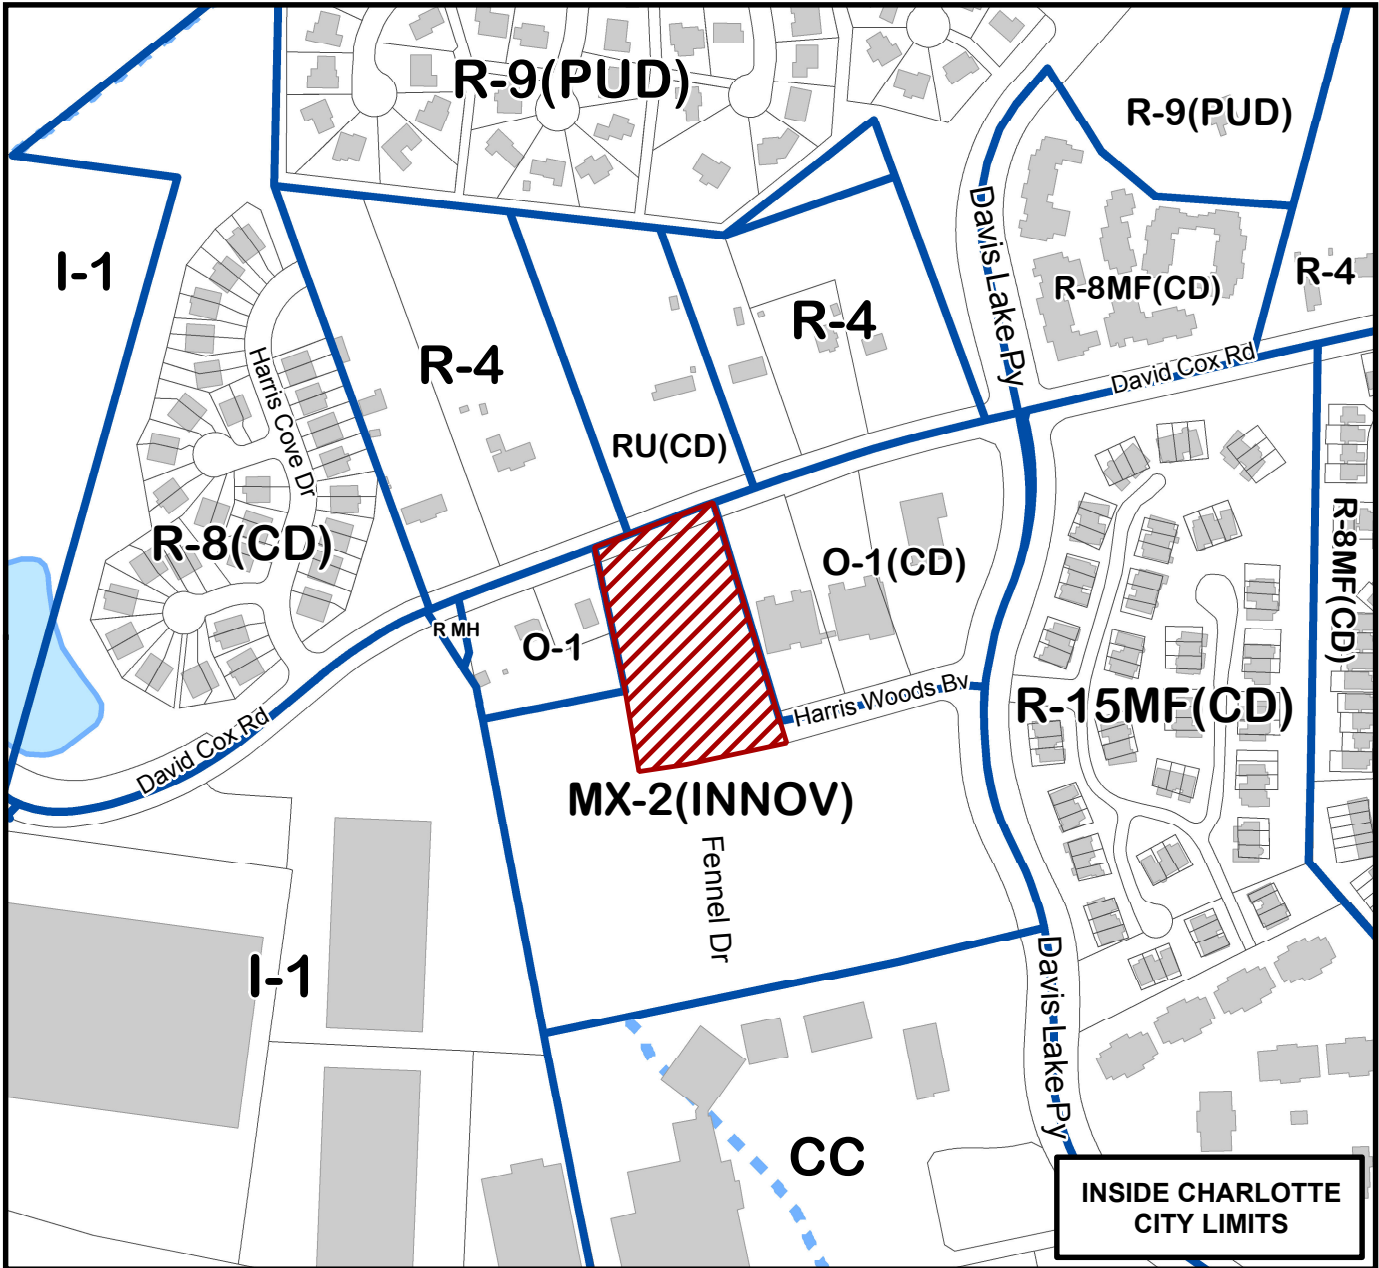 R-9(PUD)
R-9(PUD)
I-1
Davis Lake Py
R-8MF(CD)
R-4
R-4
R-4
David Cox Rd
Harris Cove Dr
RU(CD)
R-8(CD)
O-1(CD)
R-8MF(CD)
R MH
O-1
Harris Woods Bv
R-15MF(CD)
David Cox Rd
MX-2(INNOV)
Fennel Dr
I-1
Davis Lake Py
CC
INSIDE CHARLOTTE
CITY LIMITS